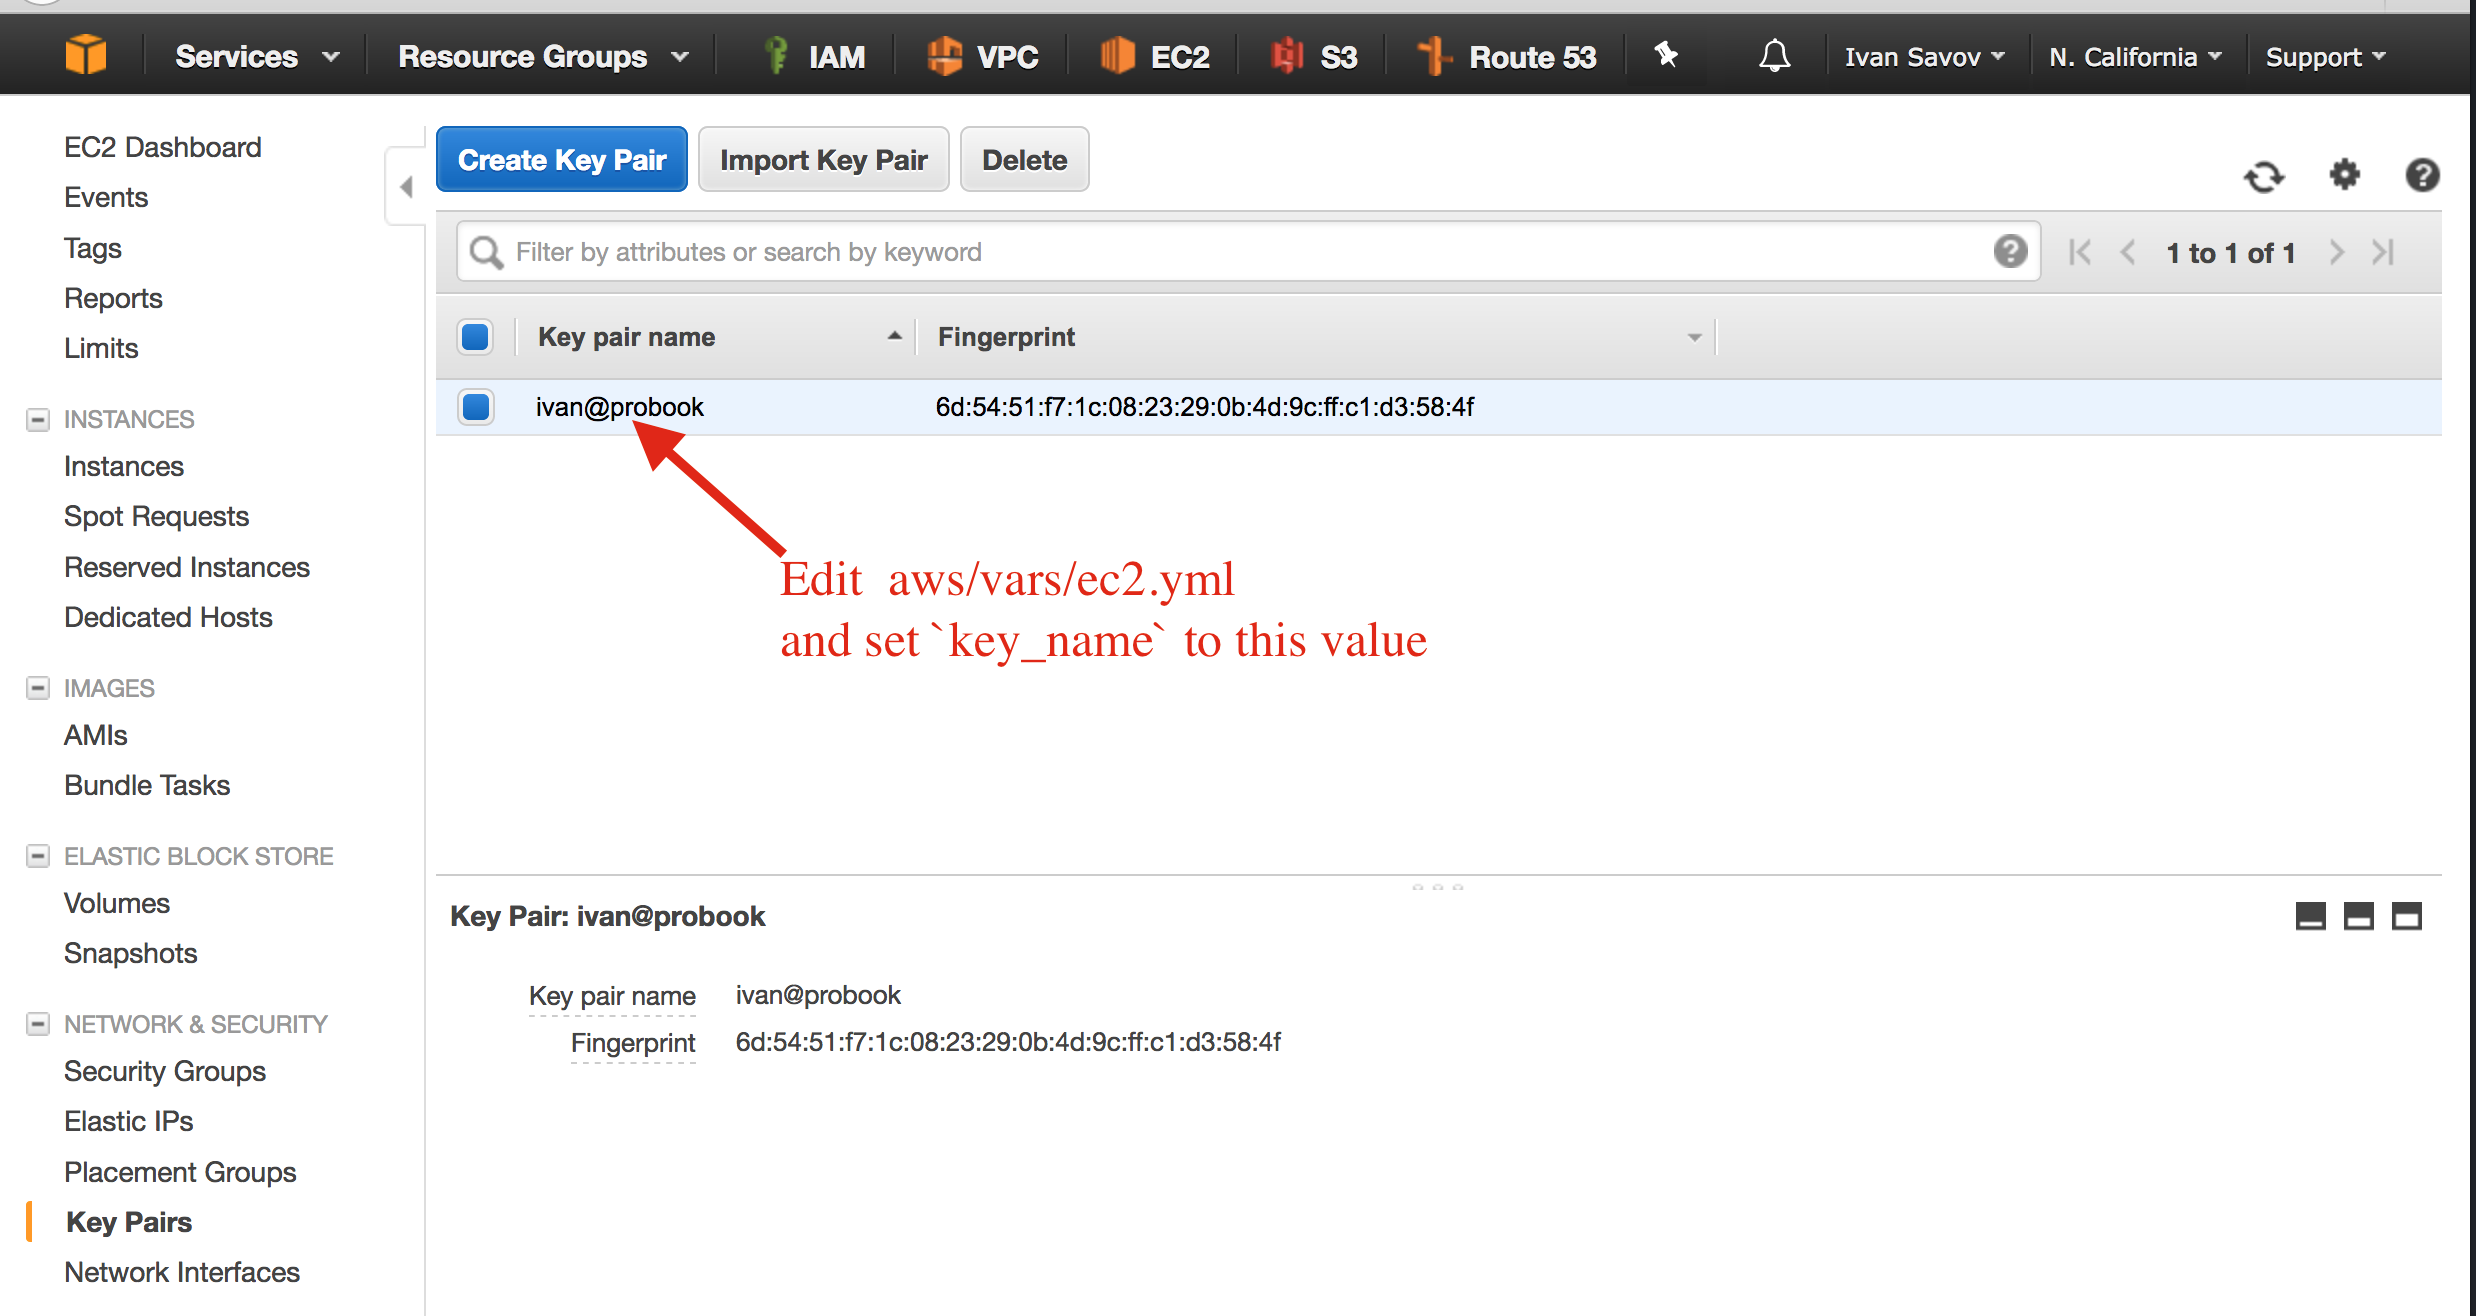 Services
Resource Groups
IAM
VPC
EC2
S3
Route 53
Ivan Savov
N. California
Support
EC2 Dashboard
Events
Tags
Reports
Limits
INSTANCES
Instances
Spot Requests
Reserved Instances
Dedicated Hosts
IMAGES
AMIs
Bundle Tasks
ELASTIC BLOCK STORE
Volumes
Snapshots
NETWORK & SECURITY
Security Groups
Elastic IPs
Placement Groups
Key Pairs
Network Interfaces
Create Key Pair
Import Key Pair
Delete
Filter by attributes or search by keyword
1 to 1 of 1
Key pair name
Fingerprint
ivan@probook
6d:54:51:f7:1c:08:23:29:0b:4d:9c:ff:c1:d3:58:4f
Edit aws/vars/ec2.yml
and set `key_name` to this value
Key Pair: ivan@probook
Key pair name ivan@probook
Fingerprint 6d:54:51:f7:1c:08:23:29:0b:4d:9c:ff:c1:d3:58:4f